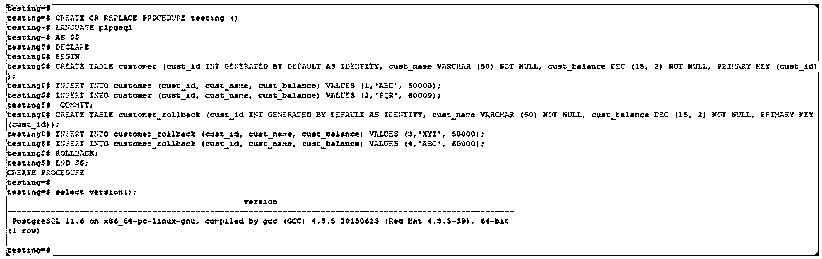 testing=#
testing=# CREATE OR REPLACE PROCEDURE testing ()
testing-# LANGUAGE plpgsql
testing-# AS $$
testing$# DECLARE
testing$# BEGIN
testing$# CREATE TABLE customer (cust_id INT GENERATED BY DEFAULT AS IDENTITY, cust_name VARCHAR (50) NOT NULL, cust_balance DEC (15, 2) NOT NULL, PRIMARY KEY (cust_id)
);
testing$# INSERT INTO customer (cust_id, cust_name, cust_balance) VALUES (1,'ABC', 50000);
testing$# INSERT INTO customer (cust_id, cust_name, cust_balance) VALUES (2,'PQR', 60000);
testing$# COMMIT;
testing$# CREATE TABLE customer_rollback (cust_id INT GENERATED BY DEFAULT AS IDENTITY, cust_name VARCHAR (50) NOT NULL, cust_balance DEC (15, 2) NOT NULL, PRIMARY KEY
(cust_id));
testing$# INSERT INTO customer_rollback (cust_id, cust_name, cust_balance) VALUES (3,'XYZ', 50000);
testing$# INSERT INTO customer_rollback (cust_id, cust_name, cust_balance) VALUES (4,'ABC', 60000);
testing$# ROLLBACK;
testing$# END $$;
CREATE PROCEDURE
testing=#
testing=# select version();
version
PostgreSQL 11.6 on x86_64-pc-linux-gnu, compiled by gcc (GCC) 4.8.5 20150623 (Red Hat 4.8.5-39), 64-bit
(1 row)
testing=#